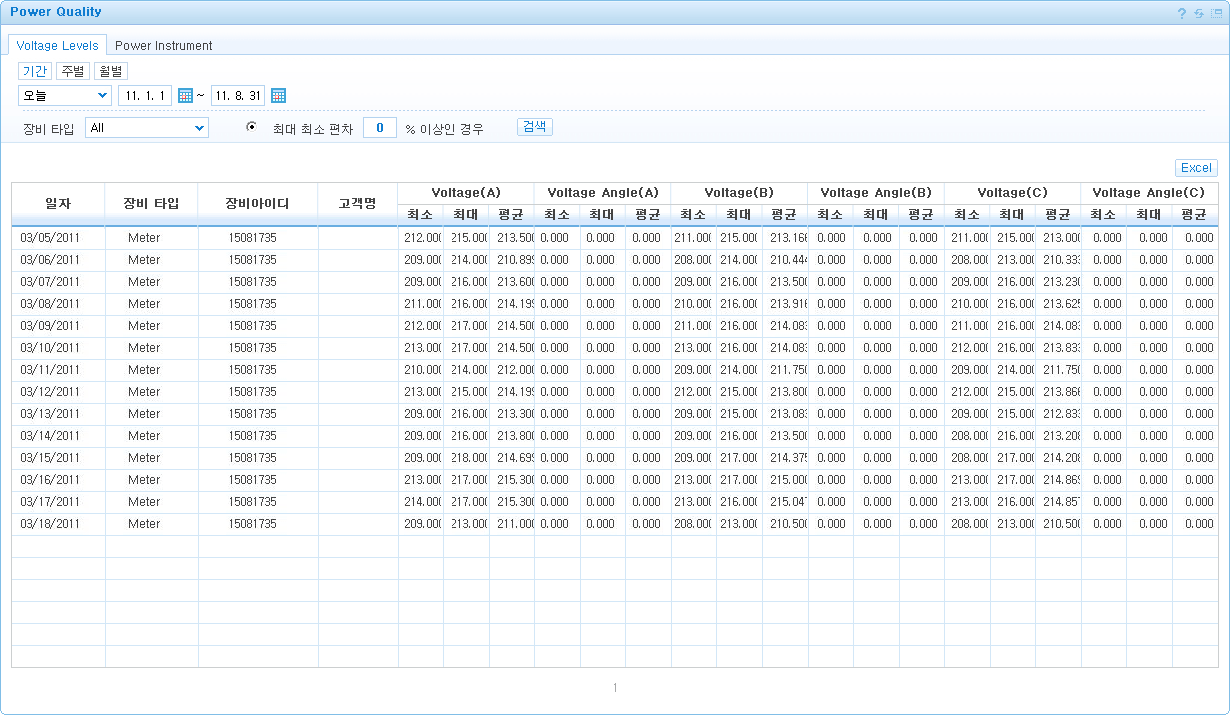 Power Quality
?
Voltage Levels Power Instrument
기간 주별 월별
오늘 11. 1. 1 ~ 11. 8. 31
장비 타입 All 최대 최소 편차 0 % 이상인 경우 검색
Excel
일자 장비 타입 장비아이디 고객명 Voltage(A) Voltage Angle(A) Voltage(B) Voltage Angle(B) Voltage(C) Voltage Angle(C)
최소 최대 평균 최소 최대 평균 최소 최대 평균 최소 최대 평균 최소 최대 평균 최소 최대 평균
03/05/2011 Meter 15081735 212.000 215.000 213.500 0.000 0.000 0.000 211.000 215.000 213.166 0.000 0.000 0.000 211.000 215.000 213.000 0.000 0.000 0.000
03/06/2011 Meter 15081735 209.000 214.000 210.899 0.000 0.000 0.000 208.000 214.000 210.444 0.000 0.000 0.000 208.000 213.000 210.333 0.000 0.000 0.000
03/07/2011 Meter 15081735 209.000 216.000 213.600 0.000 0.000 0.000 209.000 216.000 213.500 0.000 0.000 0.000 209.000 216.000 213.230 0.000 0.000 0.000
03/08/2011 Meter 15081735 211.000 216.000 214.199 0.000 0.000 0.000 210.000 216.000 213.916 0.000 0.000 0.000 210.000 216.000 213.625 0.000 0.000 0.000
03/09/2011 Meter 15081735 212.000 217.000 214.500 0.000 0.000 0.000 211.000 216.000 214.083 0.000 0.000 0.000 211.000 216.000 214.083 0.000 0.000 0.000
03/10/2011 Meter 15081735 213.000 217.000 214.500 0.000 0.000 0.000 213.000 216.000 214.083 0.000 0.000 0.000 212.000 216.000 213.833 0.000 0.000 0.000
03/11/2011 Meter 15081735 210.000 214.000 212.000 0.000 0.000 0.000 209.000 214.000 211.750 0.000 0.000 0.000 209.000 214.000 211.750 0.000 0.000 0.000
03/12/2011 Meter 15081735 213.000 215.000 214.199 0.000 0.000 0.000 212.000 215.000 213.800 0.000 0.000 0.000 212.000 215.000 213.866 0.000 0.000 0.000
03/13/2011 Meter 15081735 209.000 216.000 213.300 0.000 0.000 0.000 209.000 215.000 213.083 0.000 0.000 0.000 209.000 215.000 212.833 0.000 0.000 0.000
03/14/2011 Meter 15081735 209.000 216.000 213.800 0.000 0.000 0.000 209.000 216.000 213.500 0.000 0.000 0.000 208.000 216.000 213.208 0.000 0.000 0.000
03/15/2011 Meter 15081735 209.000 218.000 214.699 0.000 0.000 0.000 209.000 217.000 214.375 0.000 0.000 0.000 208.000 217.000 214.208 0.000 0.000 0.000
03/16/2011 Meter 15081735 213.000 217.000 215.300 0.000 0.000 0.000 213.000 217.000 215.000 0.000 0.000 0.000 213.000 217.000 214.869 0.000 0.000 0.000
03/17/2011 Meter 15081735 214.000 217.000 215.300 0.000 0.000 0.000 213.000 216.000 215.047 0.000 0.000 0.000 213.000 216.000 214.857 0.000 0.000 0.000
03/18/2011 Meter 15081735 209.000 213.000 211.000 0.000 0.000 0.000 208.000 213.000 210.500 0.000 0.000 0.000 208.000 213.000 210.500 0.000 0.000 0.000
1